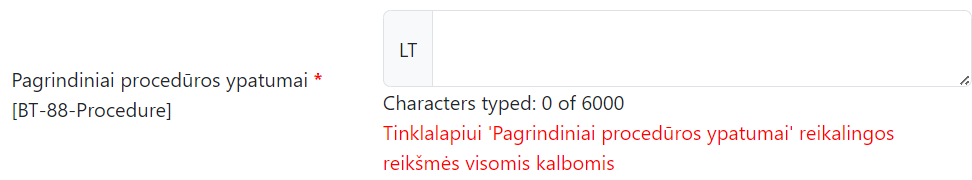 LT
Pagrindiniai procedūros ypatumai *
[BT-88-Procedure]
Characters typed: 0 of 6000
Tinklalapiui 'Pagrindiniai procedūros ypatumai' reikalingos
reikšmės visomis kalbomis